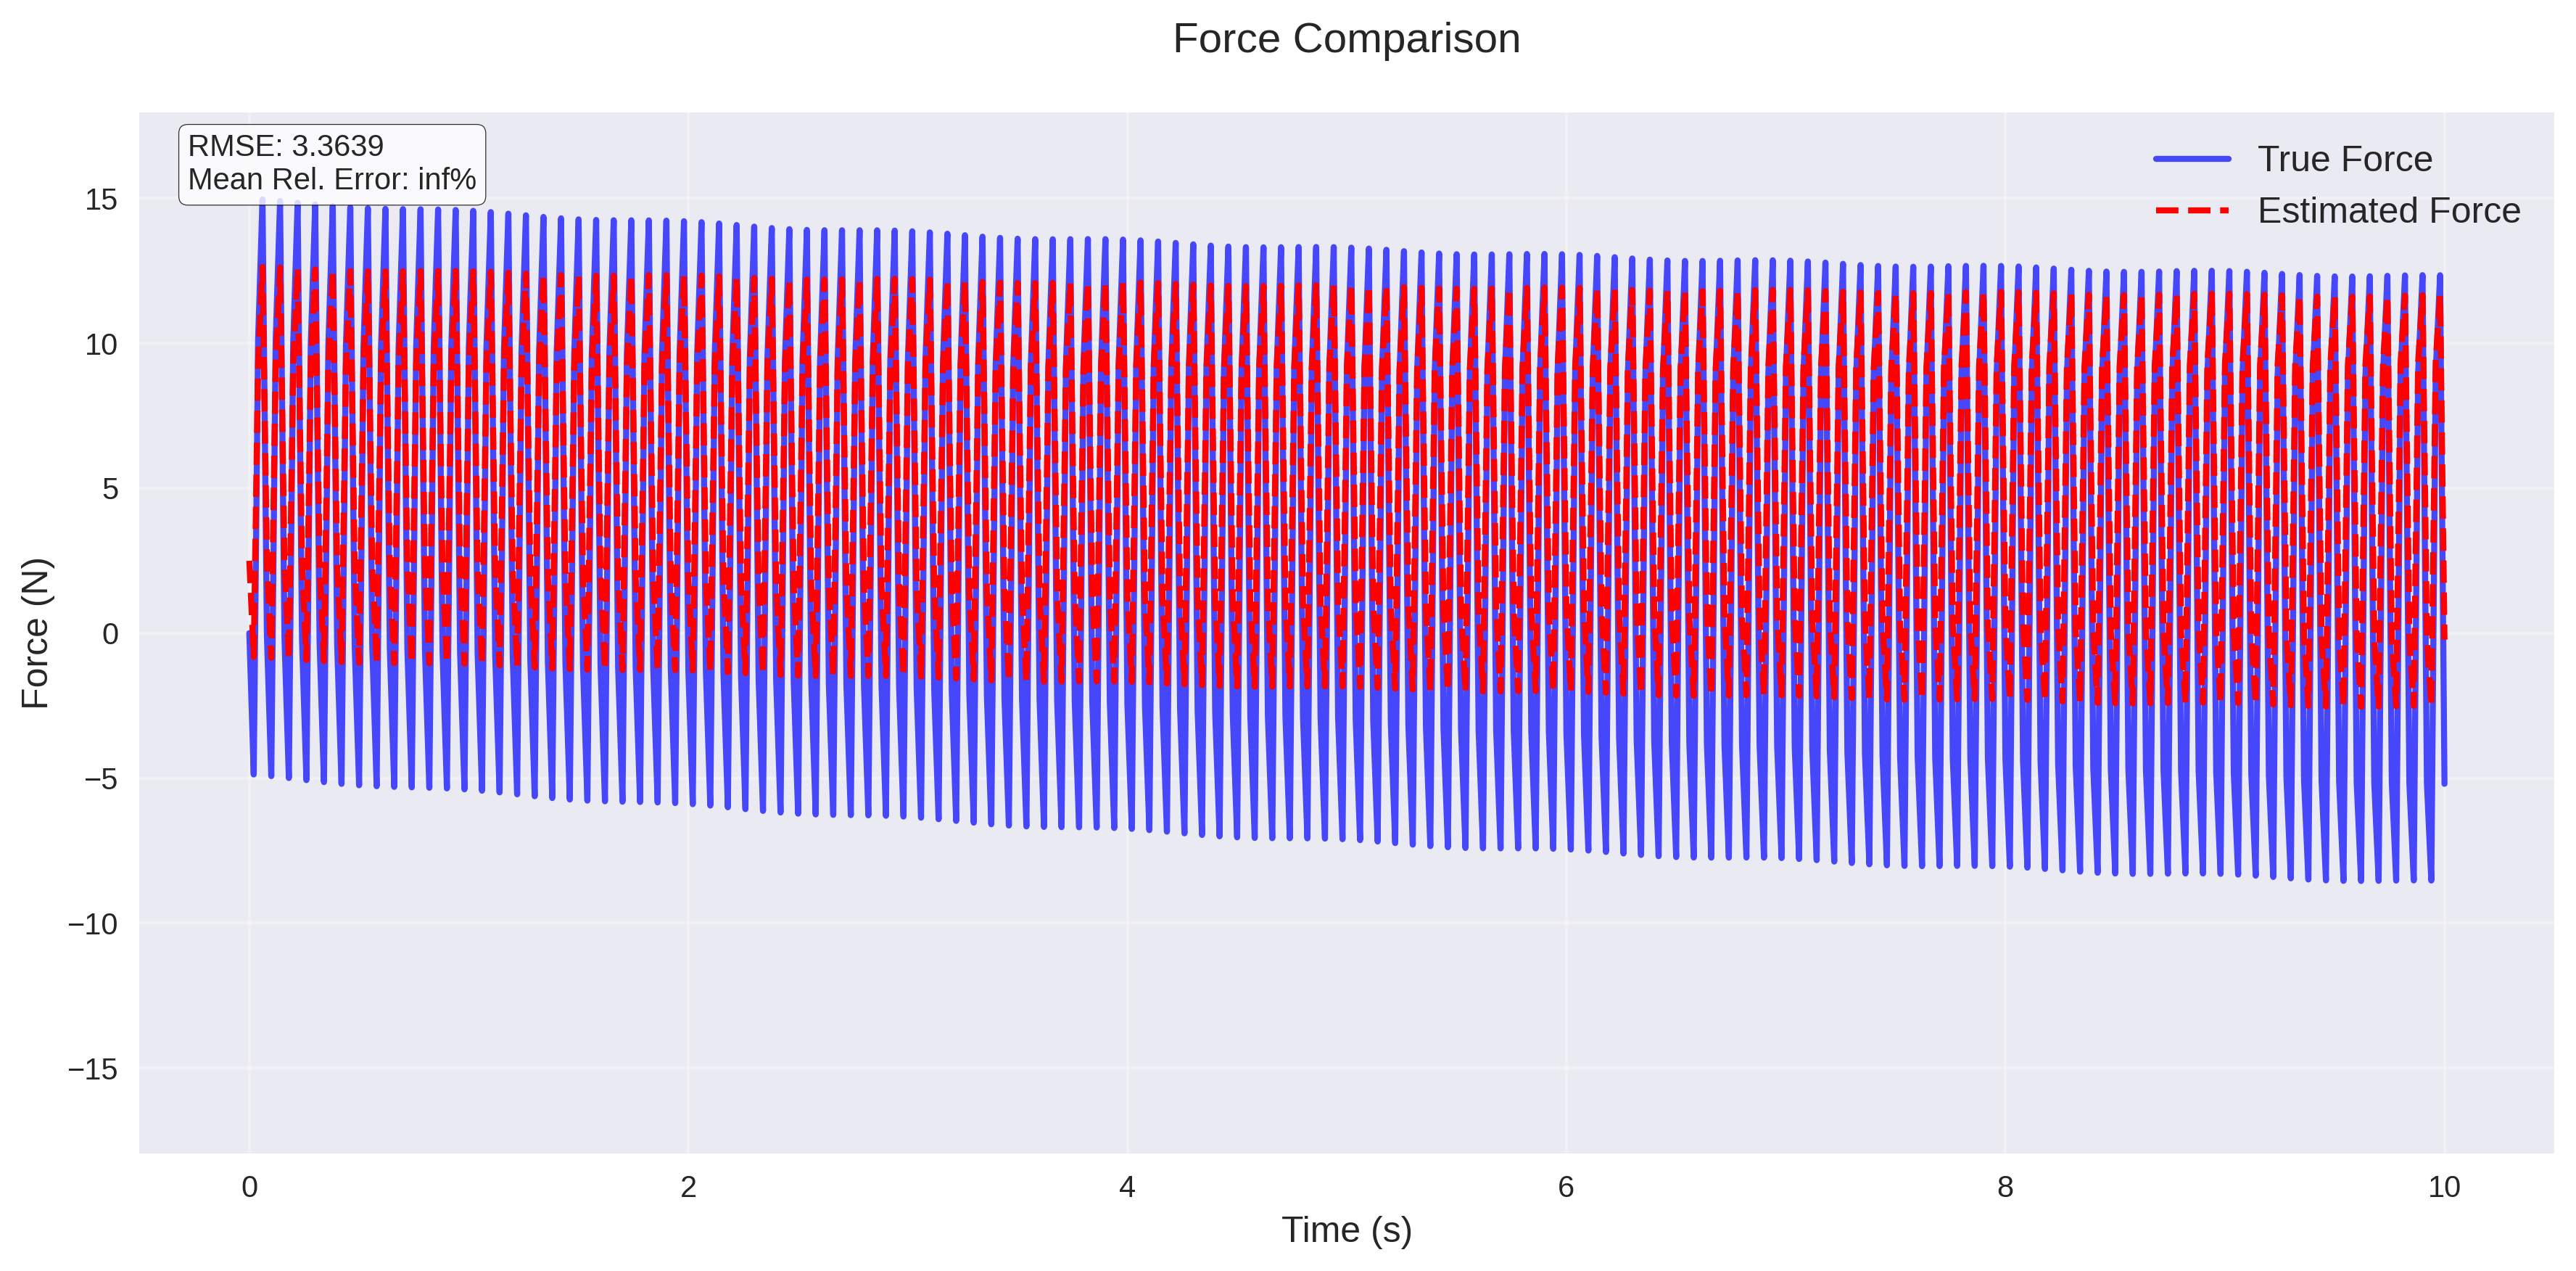 Force Comparison
RMSE: 3.3639
Mean Rel. Error: inf%
True Force
Estimated Force
15
10
5
0
−5
−10
−15
Force (N)
0
2
4
6
8
10
Time (s)